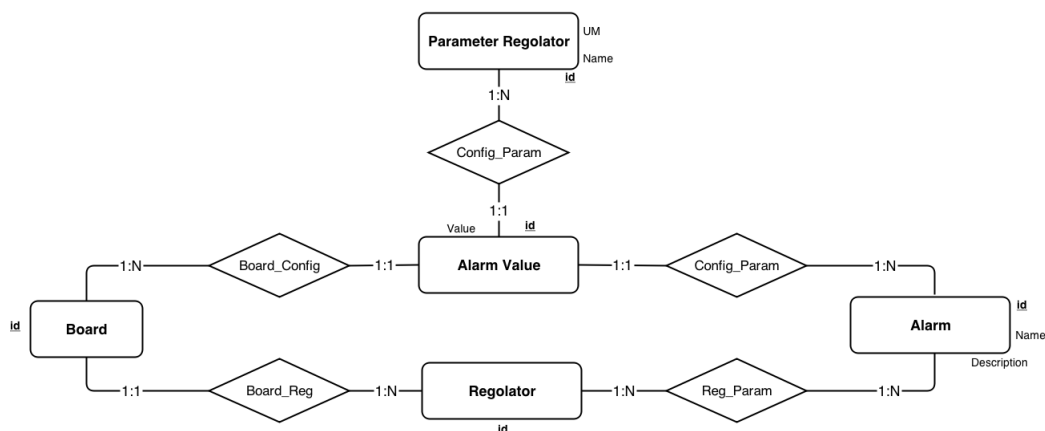 UM
Parameter Regolator
Name
id
1:N
Config_Param
1:1
Value
id
1:N
Board_Config
1:1
Alarm Value
1:1
Config_Param
1:N
id
id
Board
Alarm
Name
Description
1:1
Board_Reg
1:N
Regolator
1:N
Reg_Param
1:N
id